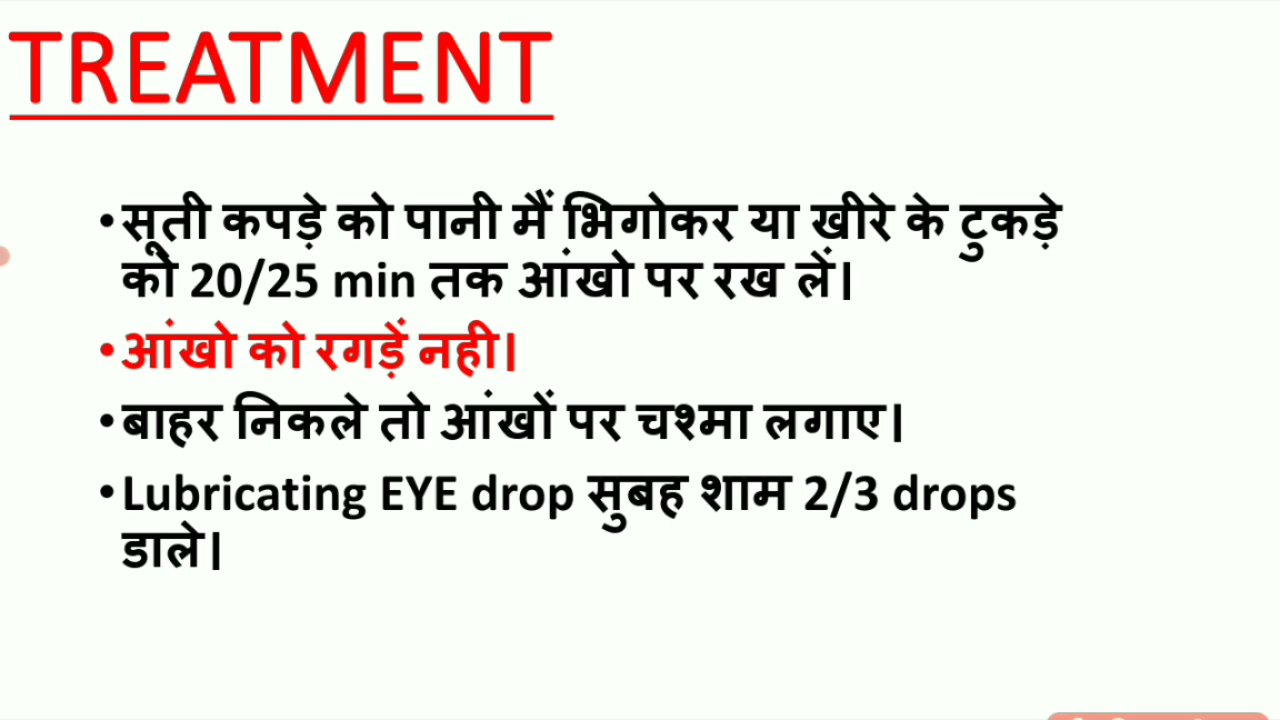 TREATMENT
•सूती कपड़े को पानी मैं भिगोकर या खीरे के टुकड़े
को 20/25 min तक आंखो पर रख लें।
•आंखो को रगड़ें नही।
•बाहर निकले तो आंखों पर चश्मा लगाए।
•Lubricating EYE drop सुबह शाम 2/3 drops
डाले।